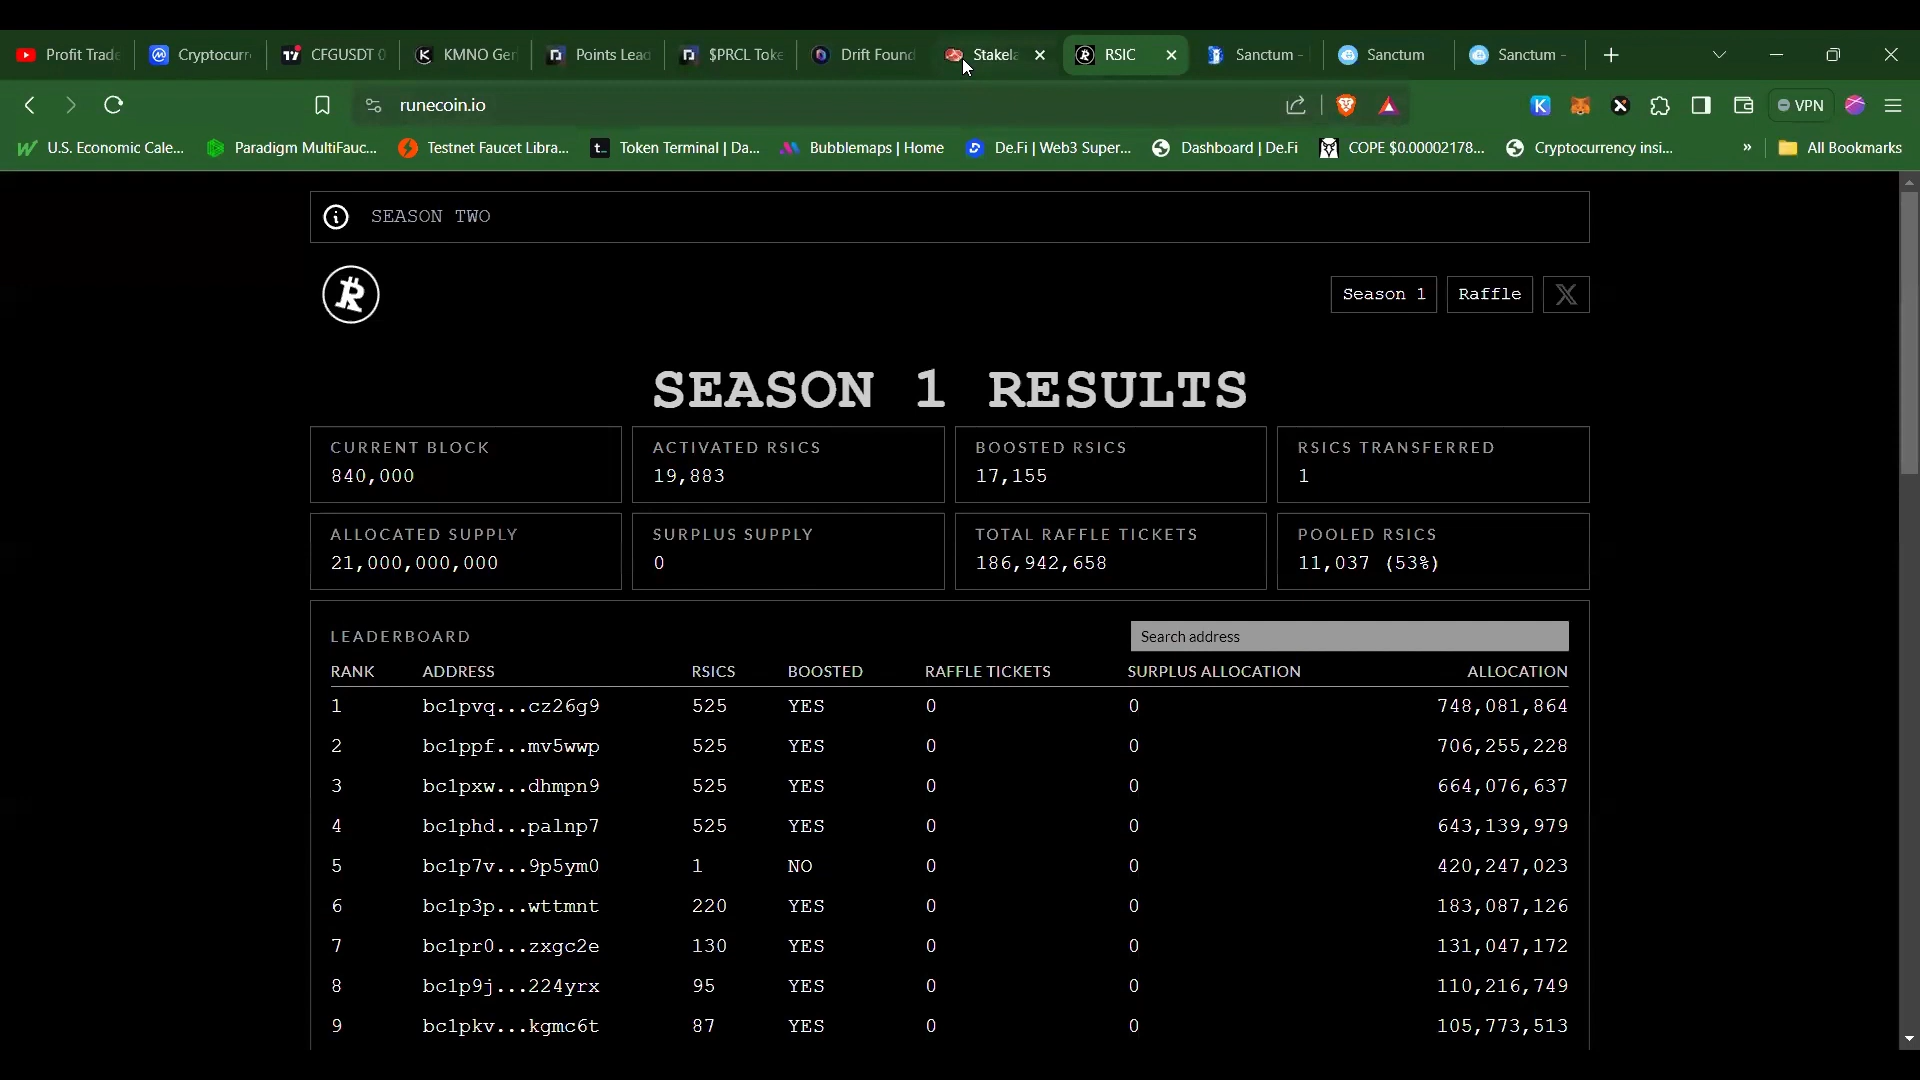 Profit Trade
Cryptocurr
CFGUSDT 0
KMNO Gen
Points Lead
$PRCL Toke
Drift Found
Stakela
RSIC
Sanctum -
Sanctum
Sanctum -
runecoin.io
VPN
U.S. Economic Cale...
Paradigm MultiFauc...
Testnet Faucet Libra...
Token Terminal | Da...
Bubblemaps | Home
De.Fi | Web3 Super...
Dashboard | De.Fi
COPE $0.00002178...
Cryptocurrency insi...
All Bookmarks
SEASON TWO
Season 1
Raffle
SEASON 1 RESULTS
CURRENT BLOCK
840,000
ACTIVATED RSICS
19,883
BOOSTED RSICS
17,155
RSICS TRANSFERRED
1
ALLOCATED SUPPLY
21,000,000,000
SURPLUS SUPPLY
0
TOTAL RAFFLE TICKETS
186,942,658
POOLED RSICS
11,037 (53%)
LEADERBOARD
Search address
RANK ADDRESS RSICS BOOSTED RAFFLE TICKETS SURPLUS ALLOCATION ALLOCATION
1 bc1pvq...cz26g9 525 YES 0 0 748,081,864
2 bc1ppf...mv5wwp 525 YES 0 0 706,255,228
3 bc1pxw...dhmpn9 525 YES 0 0 664,076,637
4 bc1phd...palnp7 525 YES 0 0 643,139,979
5 bc1p7v...9p5ym0 1 NO 0 0 420,247,023
6 bc1p3p...wttmnt 220 YES 0 0 183,087,126
7 bc1pr0...zxgc2e 130 YES 0 0 131,047,172
8 bc1p9j...224yrx 95 YES 0 0 110,216,749
9 bc1pkv...kgmc6t 87 YES 0 0 105,773,513